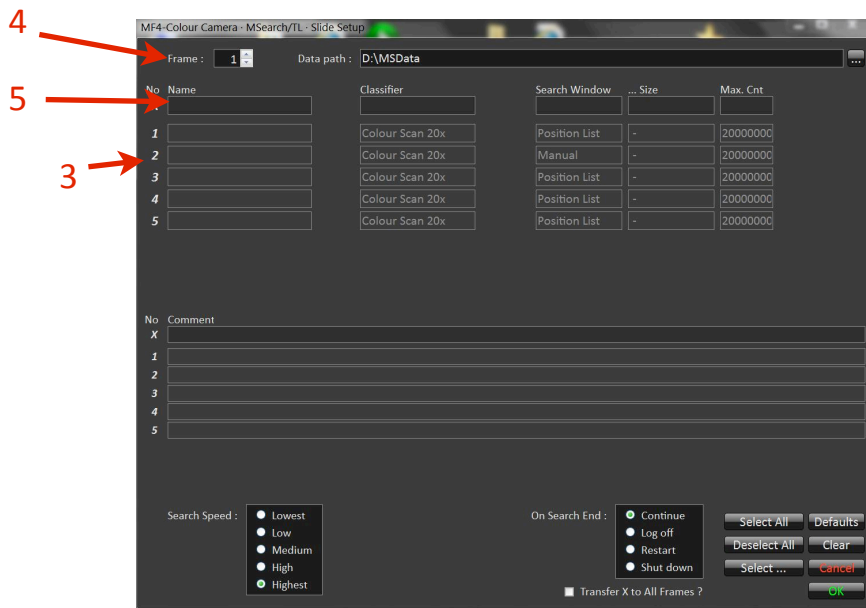 4
MF4-Colour Camera · MSearch/TL · Slide Setup
Frame : 1 Data path : D:\MSData ...
5
No Name Classifier Search Window ... Size Max. Cnt
1 Colour Scan 20x Position List - 20000000
2 Colour Scan 20x Manual - 20000000
3
3 Colour Scan 20x Position List - 20000000
4 Colour Scan 20x Position List - 20000000
5 Colour Scan 20x Position List - 20000000
No Comment
X
1
2
3
4
5
Search Speed : Lowest On Search End : Continue Select All Defaults
Low Log off Deselect All Clear
Medium Restart Select ... Cancel
High Shut down OK
Highest Transfer X to All Frames ?